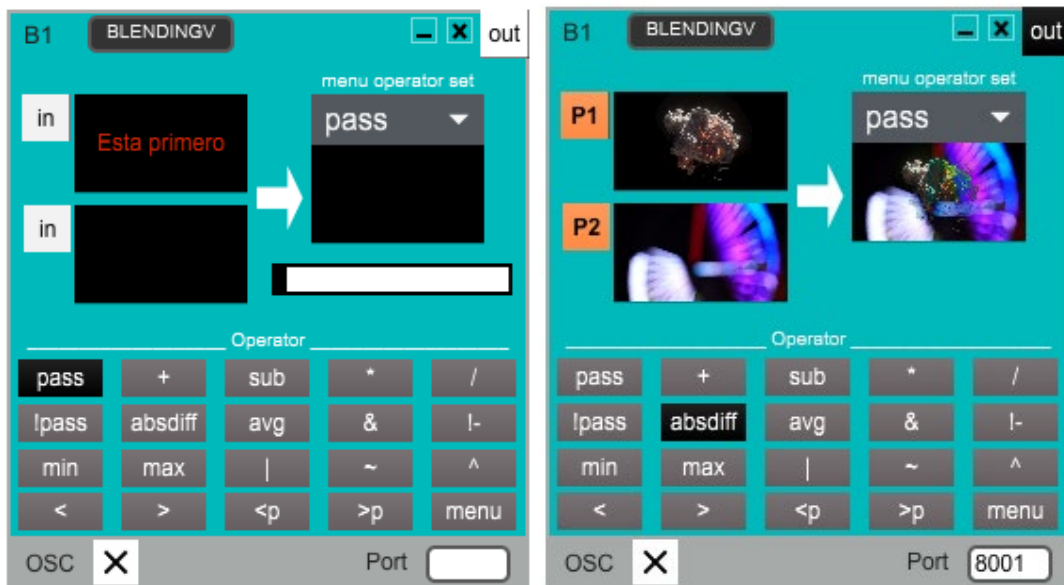 B1 BLENDINGV out
menu operator set
in
Esta primero
pass
in
Operator
pass + sub * /
!pass absdiff avg & !-
min max | ~ ^
< > <p >p menu
OSC X Port
B1 BLENDINGV out
menu operator set
P1
pass
P2
Operator
pass + sub * /
!pass absdiff avg & !-
min max | ~ ^
< > <p >p menu
OSC X Port 8001